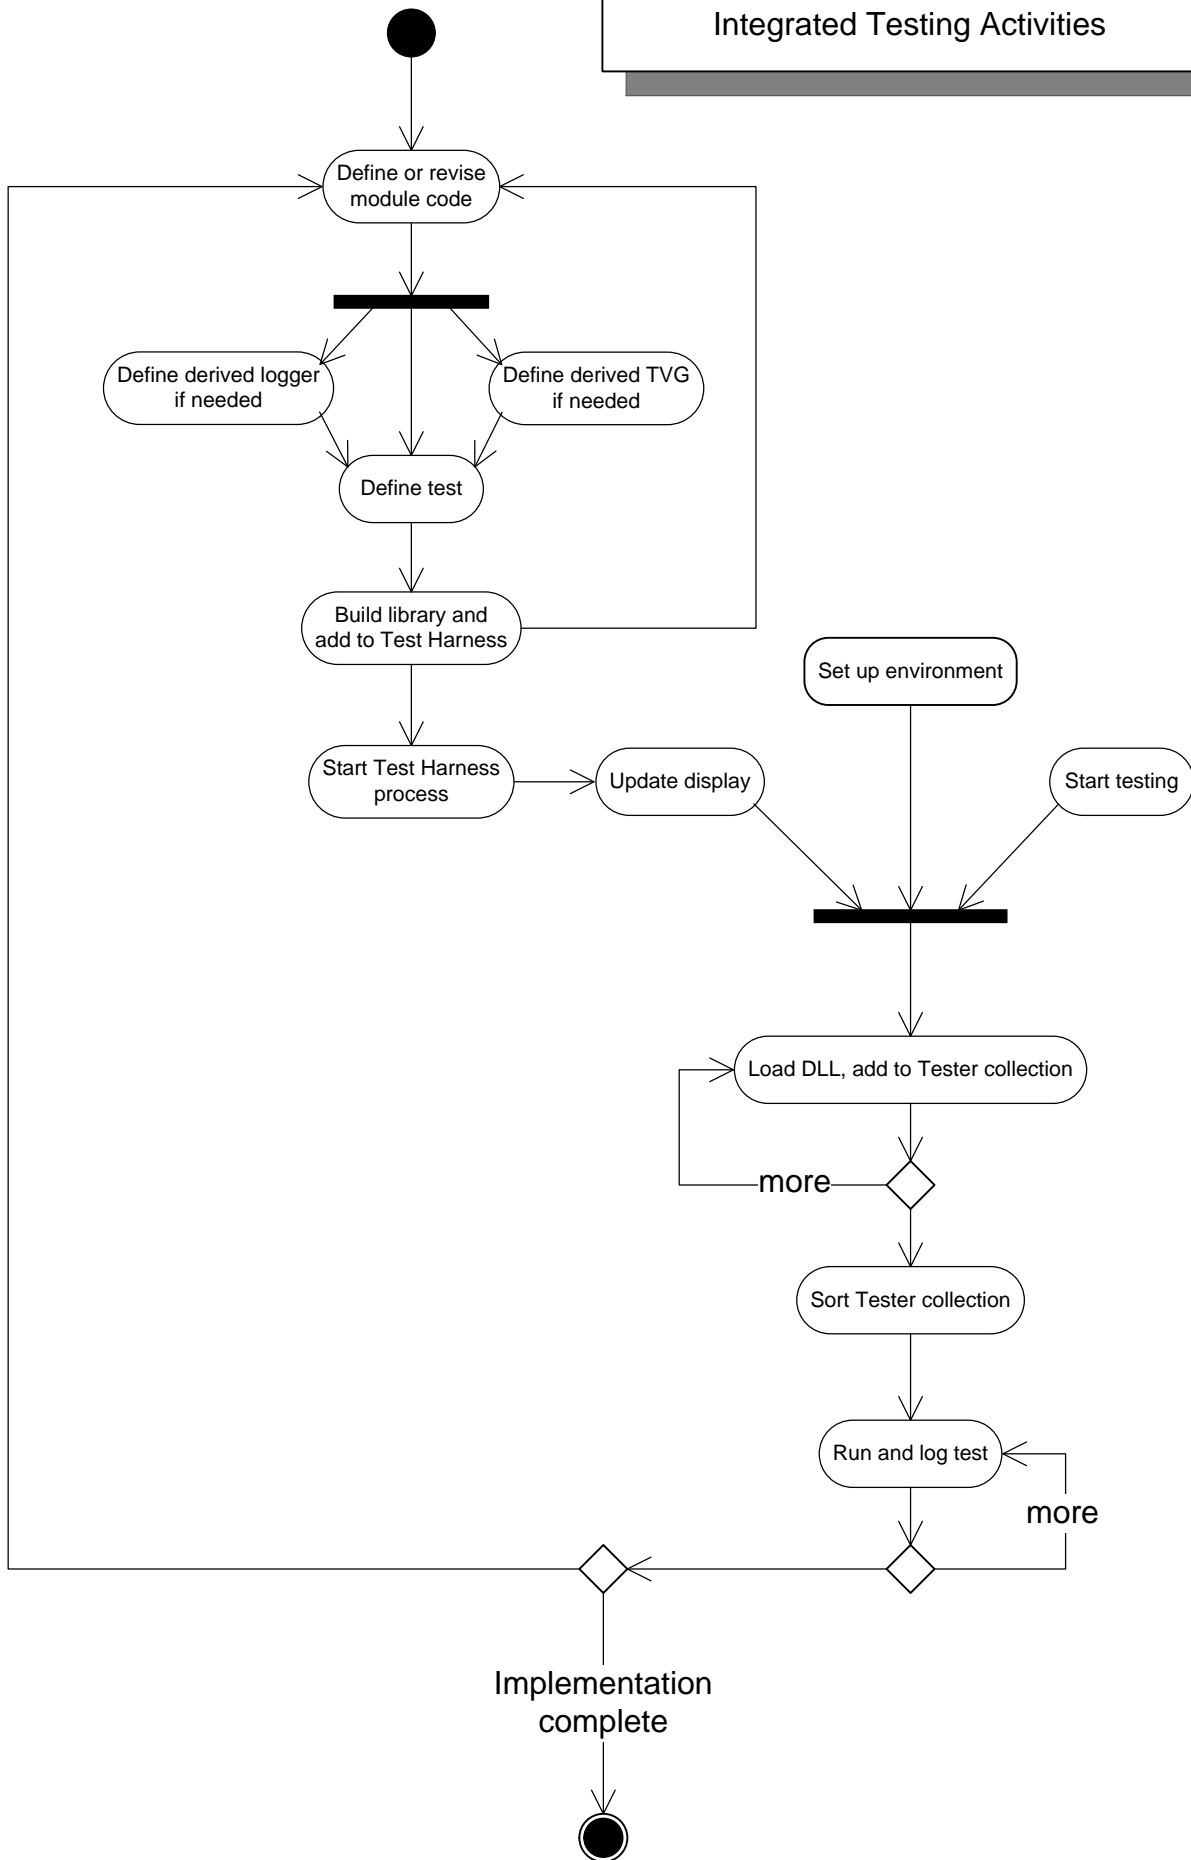 Integrated Testing Activities
Define or revise
module code
Define derived logger
if needed
Define derived TVG
if needed
Define test
Build library and
add to Test Harness
Set up environment
Start Test Harness
process
Update display
Start testing
Load DLL, add to Tester collection
more
Sort Tester collection
Run and log test
more
Implementation
complete